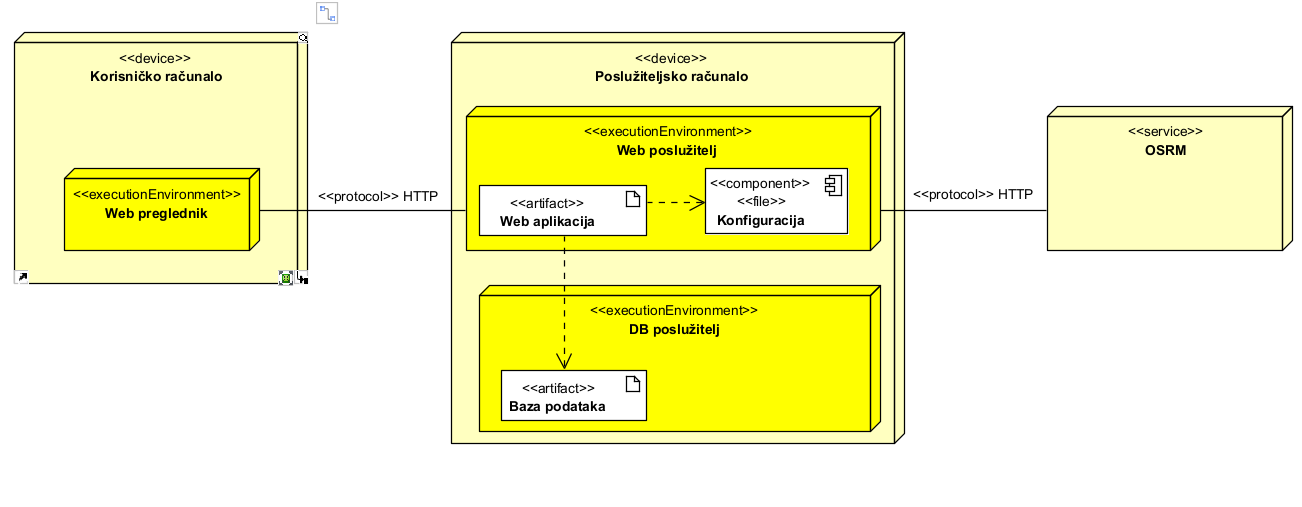 <<device>>
Korisničko računalo
<<executionEnvironment>>
Web preglednik
<<protocol>> HTTP
<<device>>
Poslužiteljsko računalo
<<executionEnvironment>>
Web poslužitelj
<<artifact>>
Web aplikacija
<<component>>
<<file>>
Konfiguracija
<<executionEnvironment>>
DB poslužitelj
<<artifact>>
Baza podataka
<<protocol>> HTTP
<<service>>
OSRM